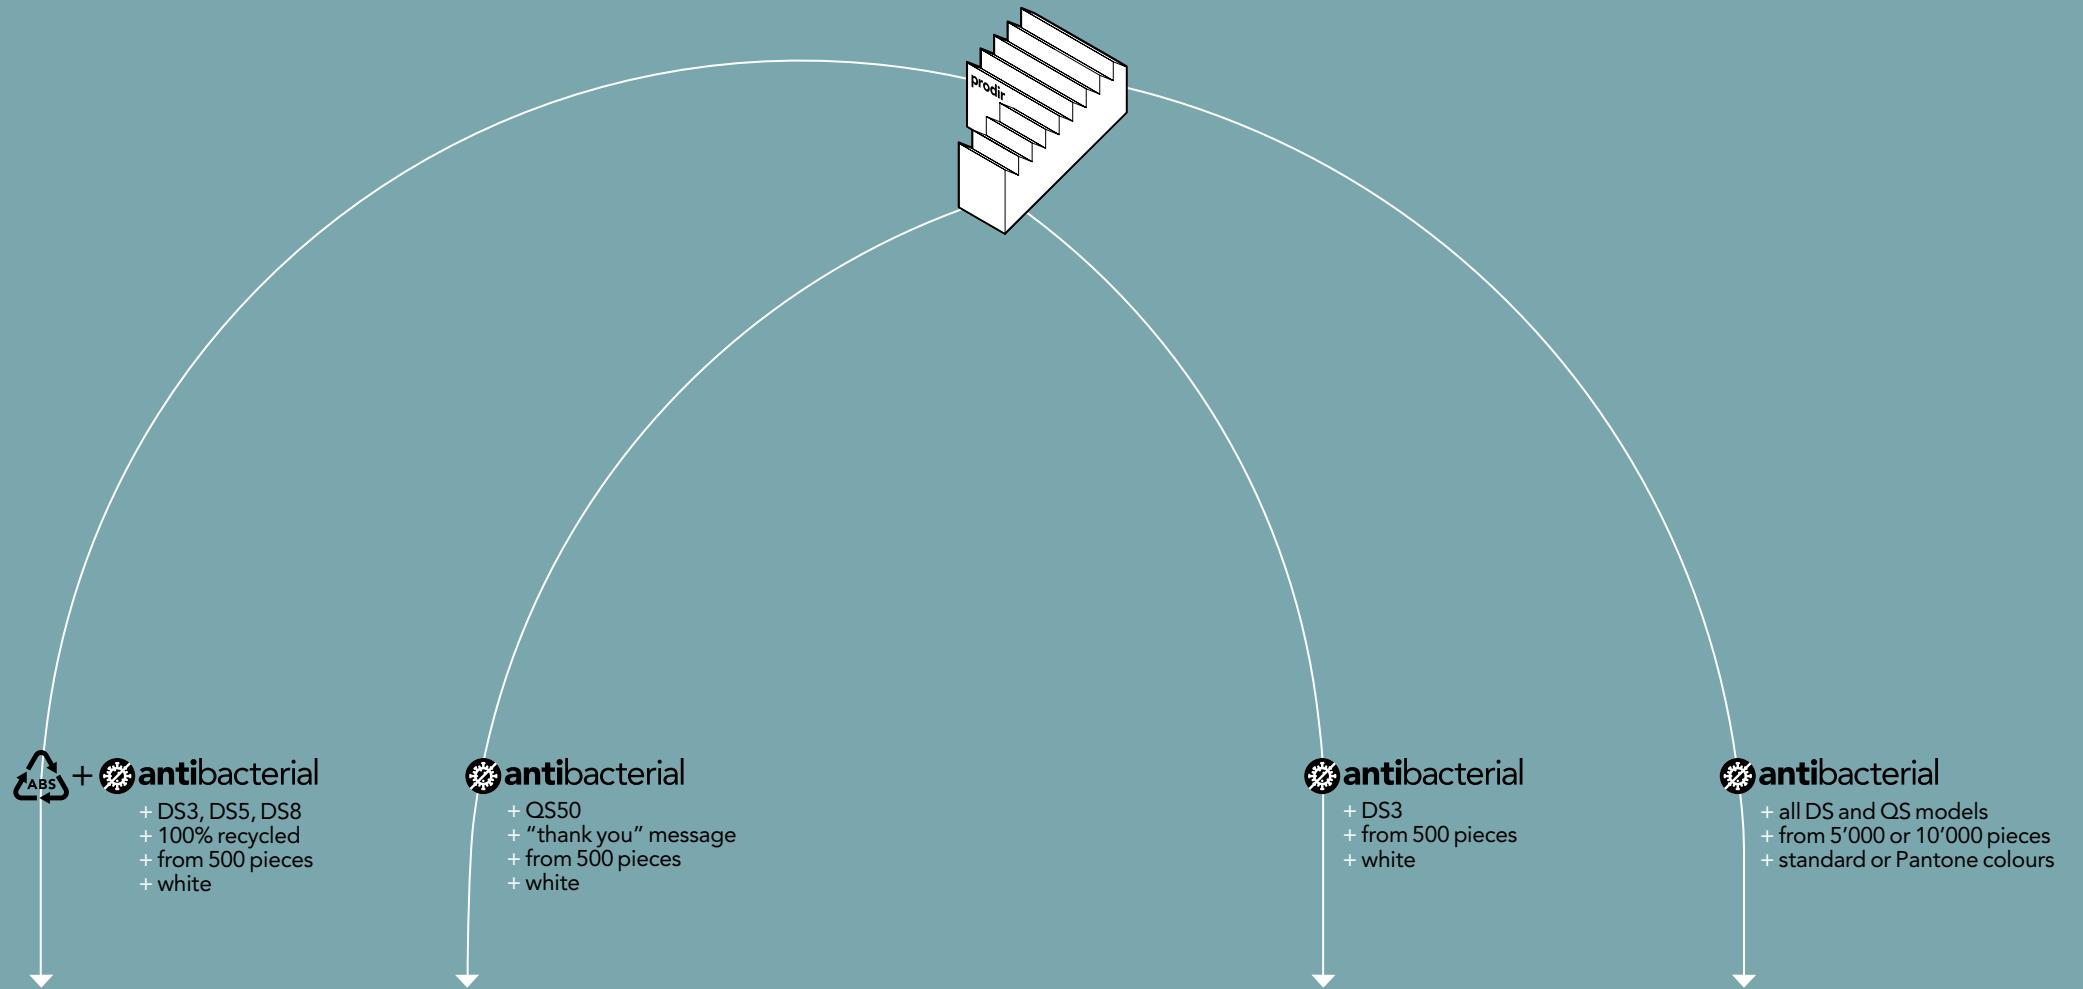 prodir
ABS + antibacterial
+ DS3, DS5, DS8
+ 100% recycled
+ from 500 pieces
+ white
antibacterial
+ QS50
+ “thank you” message
+ from 500 pieces
+ white
antibacterial
+ DS3
+ from 500 pieces
+ white
antibacterial
+ all DS and QS models
+ from 5’000 or 10’000 pieces
+ standard or Pantone colours